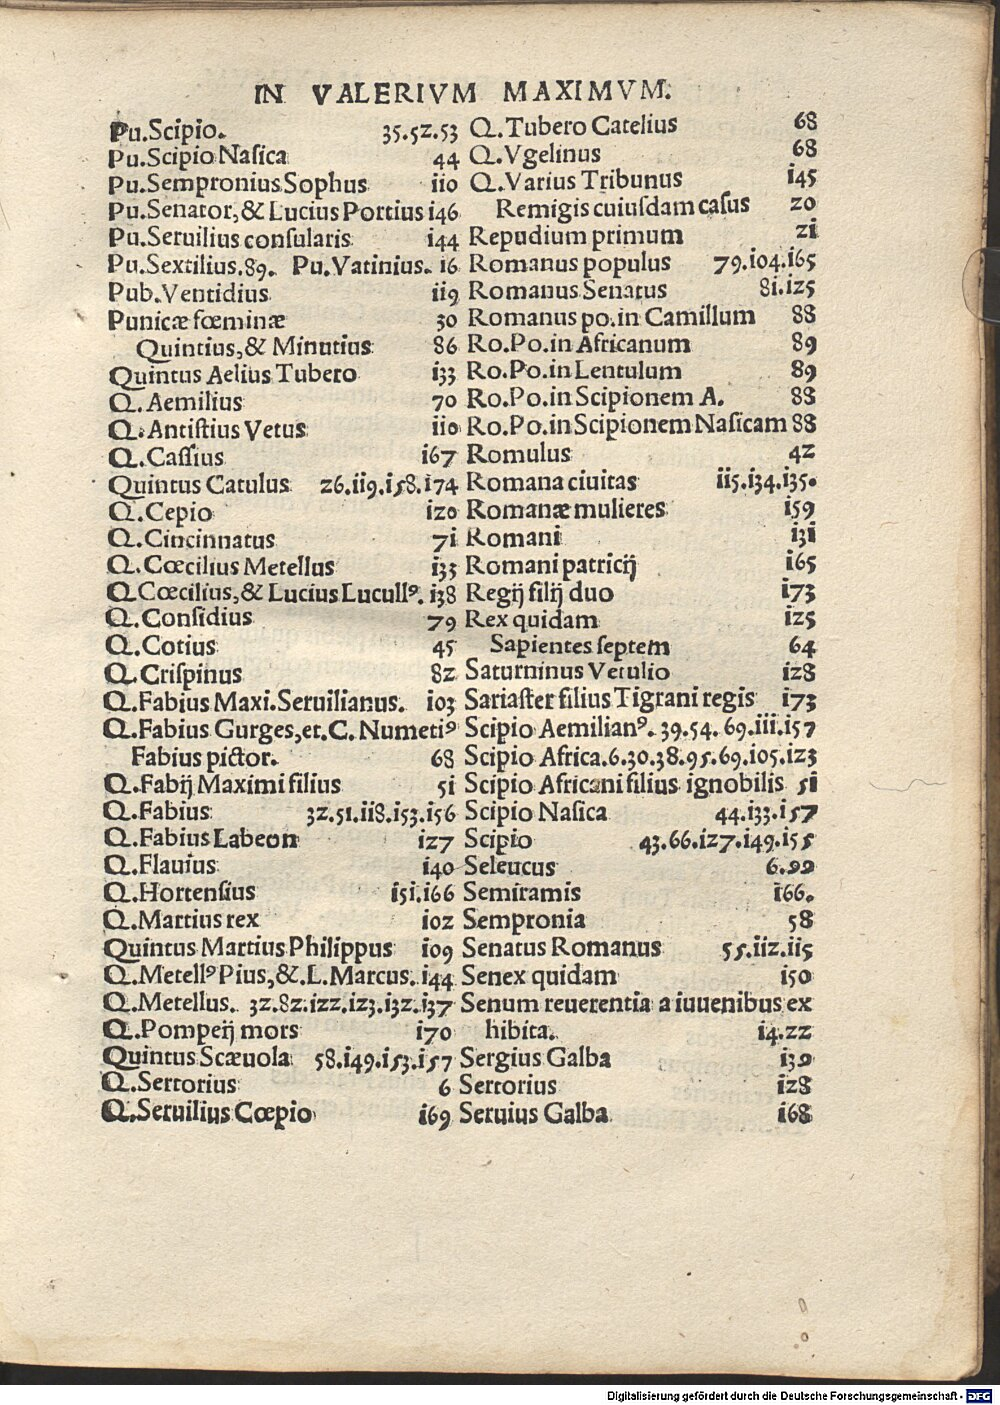 IN VALERIVM MAXIMVM.
Pu.Scipio. 35.52.53
Pu.Scipio Naſica 44
Pu.Sempronius Sophus 110
Pu.Senator,& Lucius Portius 146
Pu.Seruilius conſularis 144
Pu.Sextilius.89. Pu.Vatinius. 16
Pub.Ventidius 119
Punicæ fœminæ 30
Quintius,& Minutius 86
Quintus Aelius Tubero 133
Q.Aemilius 70
Q.Antiſtius Vetus 110
Q.Caſſius 167
Quintus Catulus 26.119.158.174
Q.Cepio 120
Q.Cincinnatus 71
Q.Cœcilius Metellus 133
Q.Cœcilius,& Lucius Lucullꝰ. 138
Q.Conſidius 79
Q.Cotius 45
Q.Criſpinus 82
Q.Fabius Maxi.Seruilianus. 103
Q.Fabius Gurges,et.C. Numetiꝰ
Fabius pictor. 68
Q.Fabij Maximi filius 51
Q.Fabius 32.51.118.153.156
Q.Fabius Labeon 127
Q.Flauius 140
Q.Hortenſius 151.166
Q.Martius rex 102
Quintus Martius Philippus 109
Q.Metellꝰ Pius,&.L.Marcus. 144
Q.Metellus. 32.82.122.123.132.137
Q.Pompeij mors 170
Quintus Scæuola 58.149.153.157
Q.Sertorius 6
Q.Seruilius Cœpio 169
Q.Tubero Catelius 68
Q.Vgelinus 68
Q.Varius Tribunus 145
Remigis cuiuſdam caſus 20
Repudium primum 21
Romanus populus 79.104.165
Romanus Senatus 81.125
Romanus po.in Camillum 88
Ro.Po.in Africanum 89
Ro.Po.in Lentulum 89
Ro.Po.in Scipionem A. 88
Ro.Po.in Scipionem Naſicam 88
Romulus 42
Romana ciuitas 115.134.135.
Romanæ mulieres 159
Romani 131
Romani patricij 165
Regij filij duo 173
Rex quidam 125
Sapientes ſeptem 64
Saturninus Vetulio 128
Sariaſter filius Tigrani regis 173
Scipio Aemilianꝰ. 39.54. 69.111.157
Scipio Africa.6.30.38.95.69.105.123
Scipio Africani filius ignobilis 51
Scipio Naſica 44.133.157
Scipio 43.66.127.149.155
Seleucus 6.99
Semiramis 166.
Sempronia 58
Senatus Romanus 55.112.115
Senex quidam 150
Senum reuerentia a iuuenibus ex
hibita. 14.22
Sergius Galba 139
Sertorius 128
Seruius Galba 168
Digitalisierung gefördert durch die Deutsche Forschungsgemeinschaft - DFG